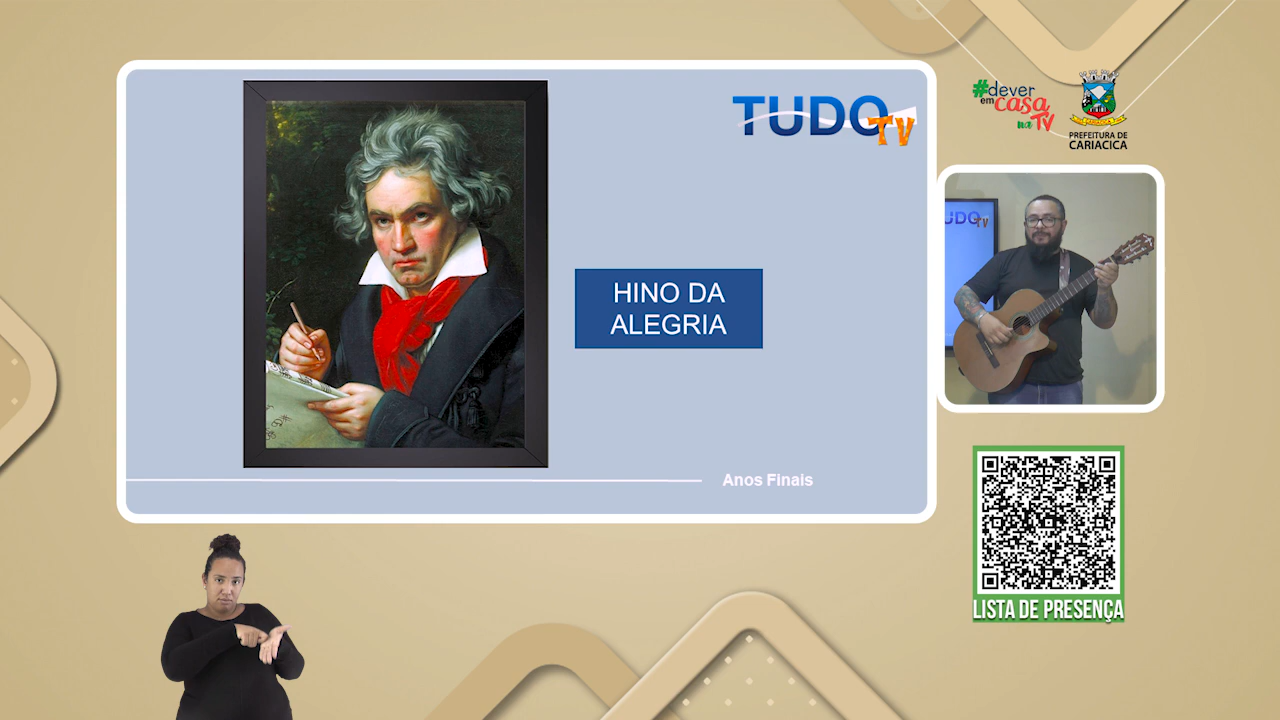 TUDO
TV
#dever
em casa
na TV
PREFEITURA DE
CARIACICA
UDO
TV
HINO DA
ALEGRIA
Anos Finais
LISTA DE PRESENÇA